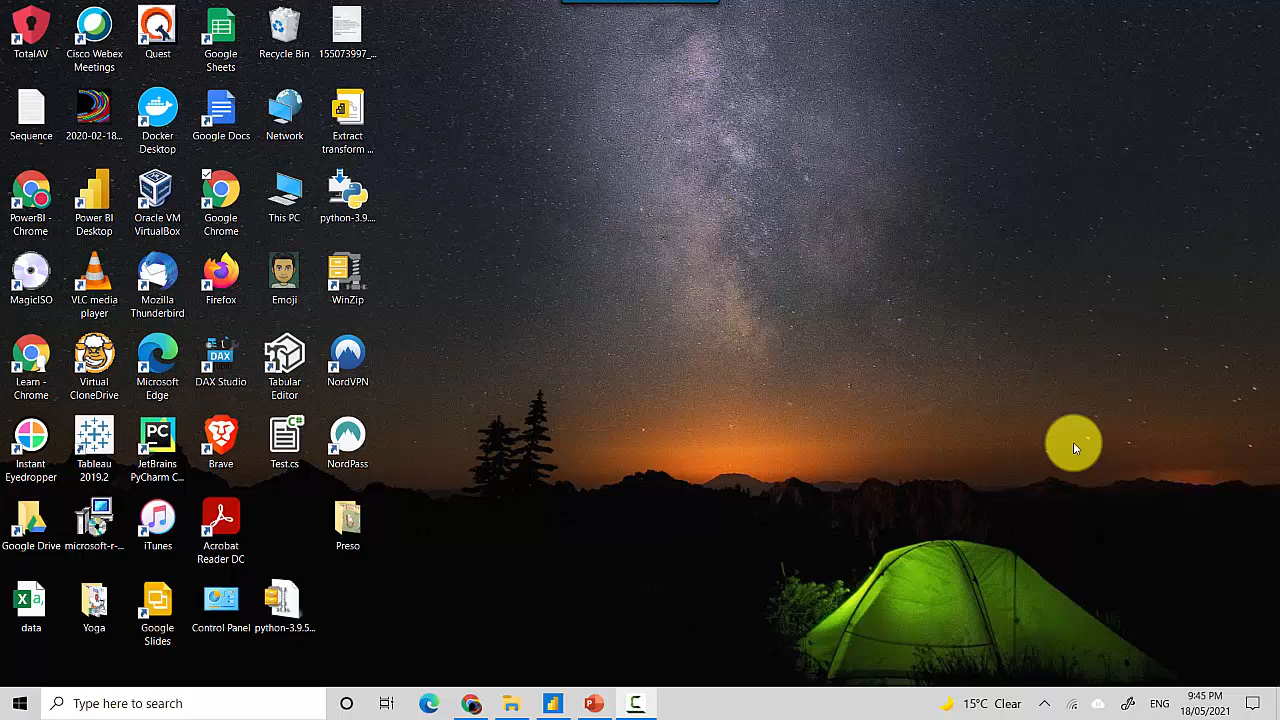 TotalAV
Cisco Webex
Meetings
Quest
Google
Sheets
Recycle Bin
155073997_...
Sequence
2020-02-18...
Docker
Desktop
Google Docs
Network
Extract
transform ...
PowerBI -
Chrome
Power BI
Desktop
Oracle VM
VirtualBox
Google
Chrome
This PC
python-3.9....
MagicISO
VLC media
player
Mozilla
Thunderbird
Firefox
Emoji
WinZip
Learn -
Chrome
Virtual
CloneDrive
Microsoft
Edge
DAX
DAX Studio
Tabular
Editor
NordVPN
Instant
Eyedropper
Tableau
2019.2
PC
JetBrains
PyCharm C...
Brave
C#
Test.cs
NordPass
Google Drive
microsoft-r-...
iTunes
Acrobat
Reader DC
Preso
data
Yoga
Google
Slides
Control Panel
python-3.9.5...
Type here to search
15°C Clear
ENG
9:45 PM
18/05/2021